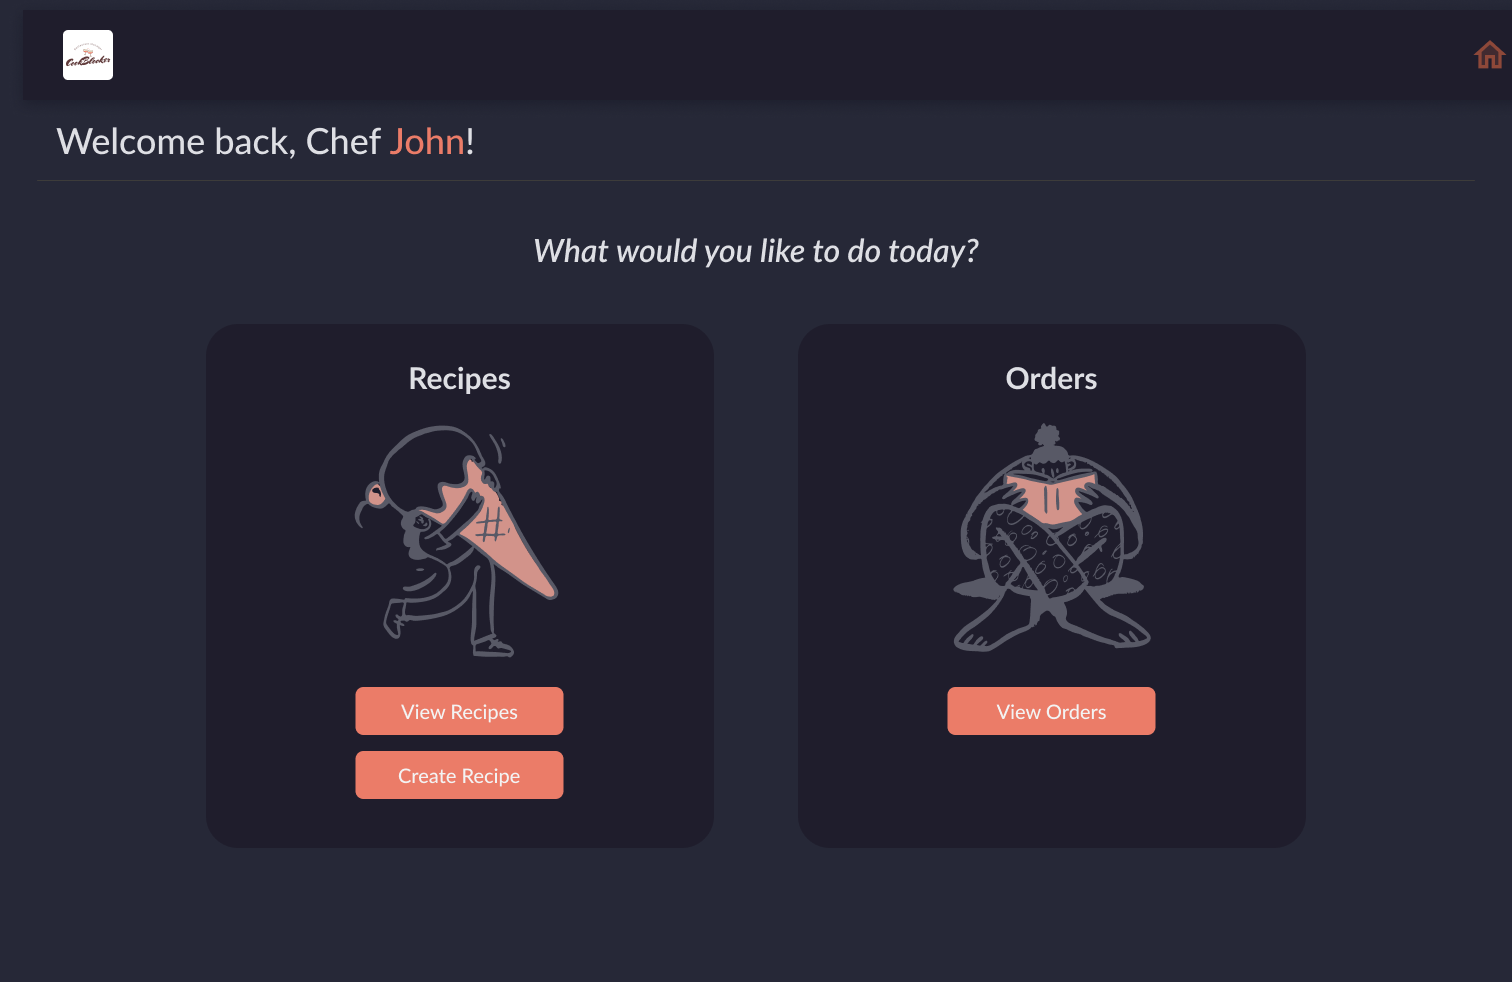 Welcome back, Chef John!
What would you like to do today?
Recipes
Orders
View Recipes
View Orders
Create Recipe